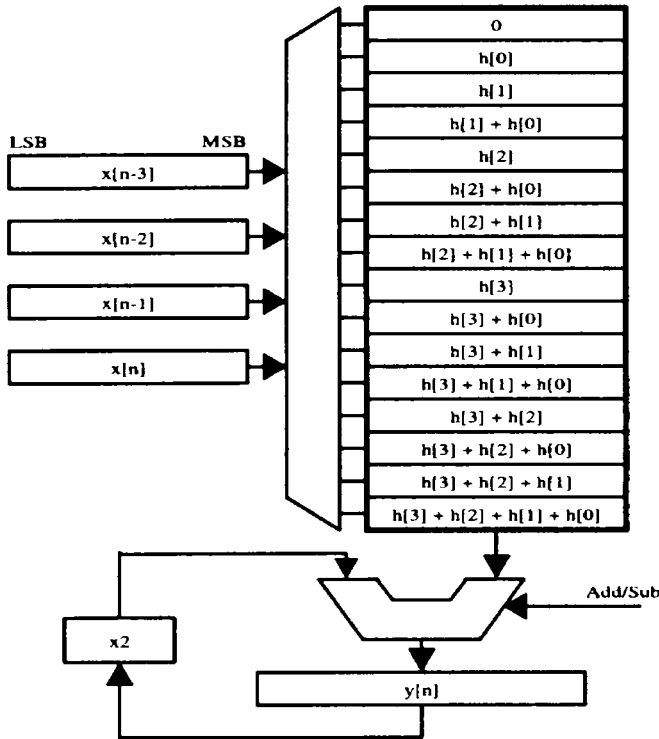 0
h[0]
h[1]
h[1] + h[0]
LSB MSB
h[2]
x[n-3]
h[2] + h[0]
h[2] + h[1]
x[n-2]
h[2] + h[1] + h[0]
h[3]
x[n-1]
h[3] + h[0]
h[3] + h[1]
x[n]
h[3] + h[1] + h[0]
h[3] + h[2]
h[3] + h[2] + h[0]
h[3] + h[2] + h[1]
h[3] + h[2] + h[1] + h[0]
Add/Sub
x2
y[n]